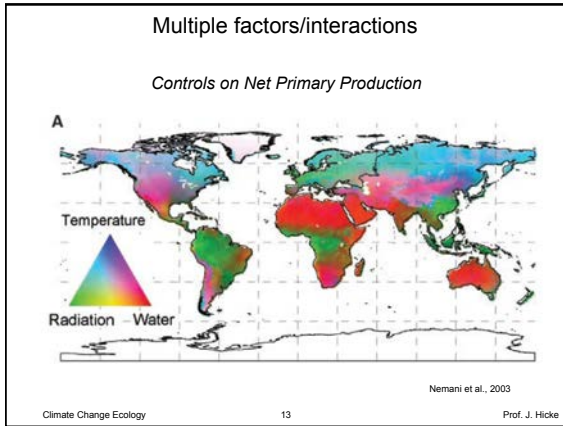 Multiple factors/interactions
Controls on Net Primary Production
A
Temperature
Radiation Water
Nemani et al., 2003
Climate Change Ecology 13 Prof. J. Hicke